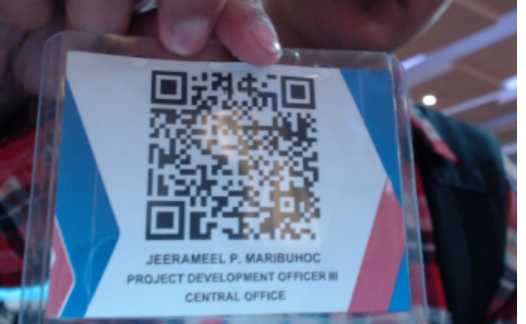 JEERAMEEL P. MARIBUHOC
PROJECT DEVELOPMENT OFFICER III
CENTRAL OFFICE